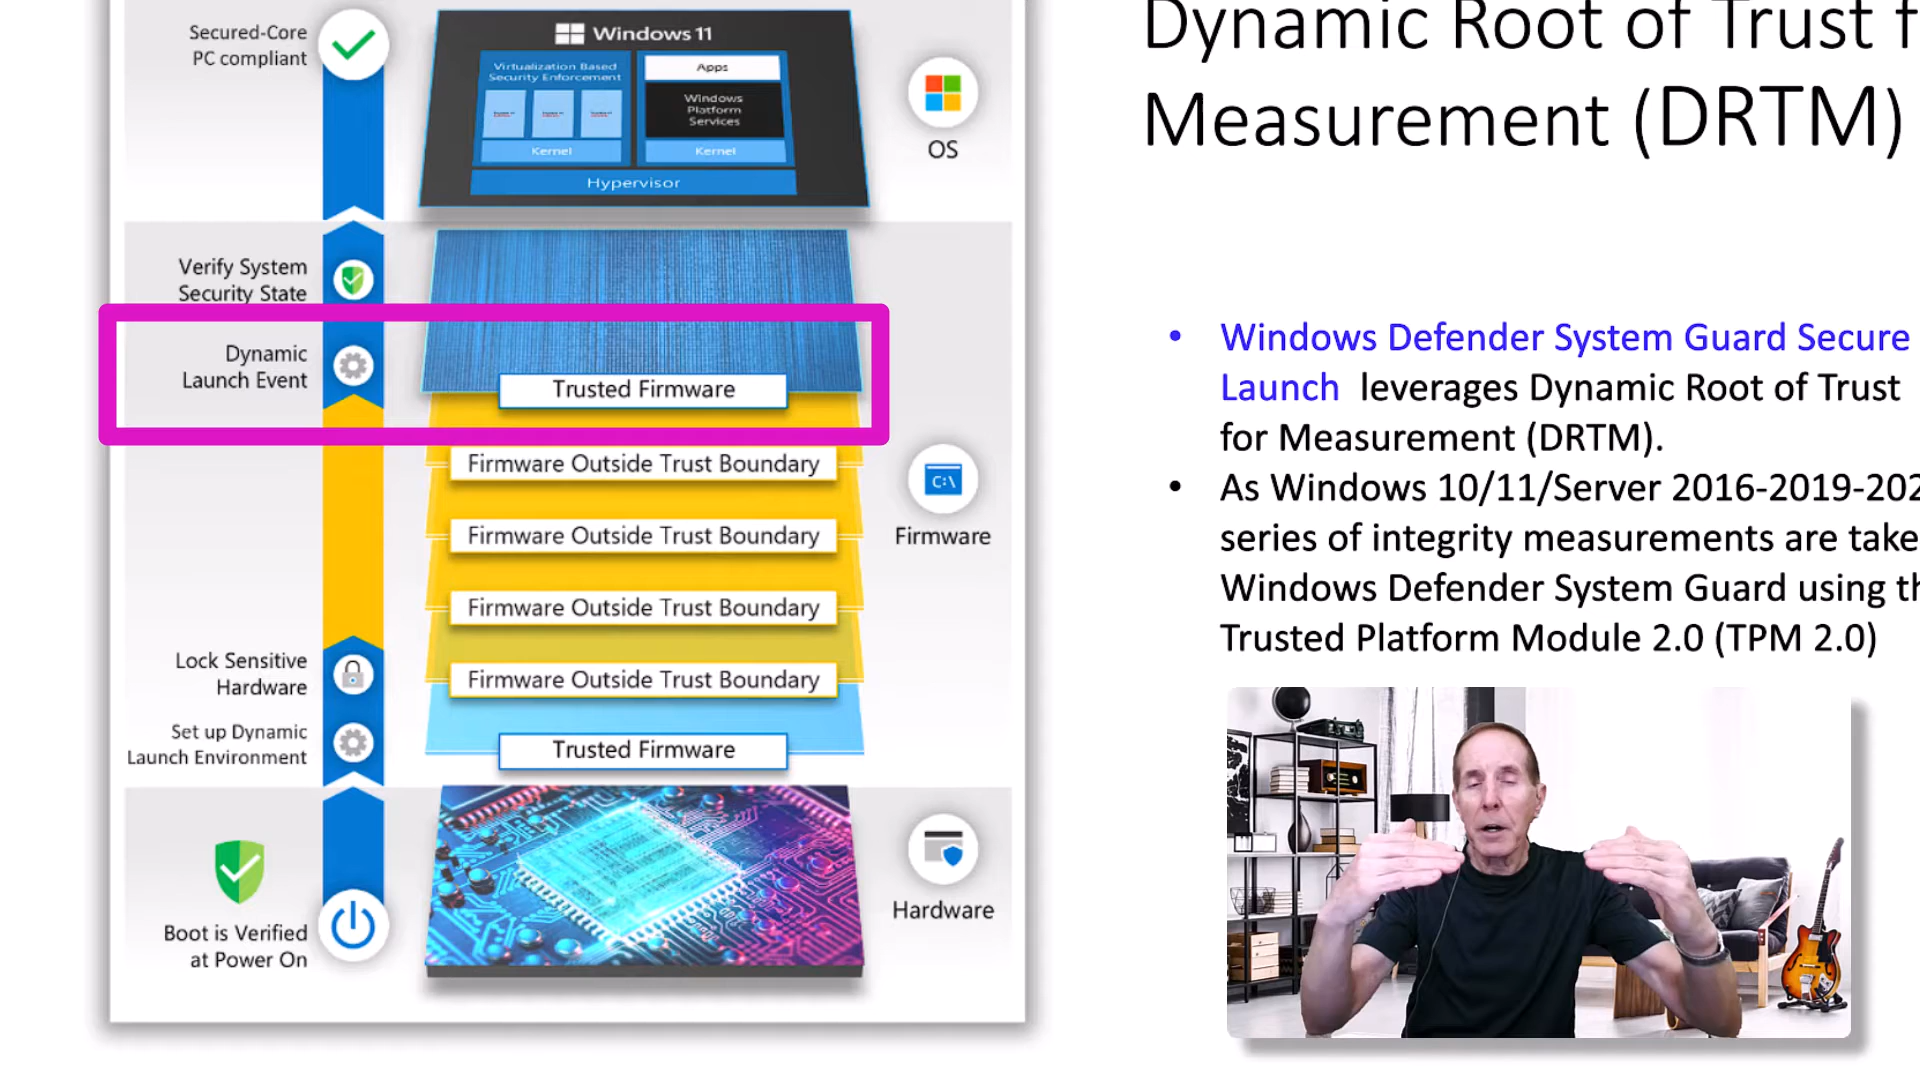 Dynamic Root of Trust f
Measurement (DRTM)
Secured-Core
PC compliant
Windows 11
Virtualization Based
Security Enforcement
Apps
Windows
Platform
Services
Kernel
Kernel
Hypervisor
OS
Verify System
Security State
Dynamic
Launch Event
Trusted Firmware
Firmware Outside Trust Boundary
Firmware Outside Trust Boundary
Firmware Outside Trust Boundary
Firmware Outside Trust Boundary
Trusted Firmware
C:\
Firmware
Lock Sensitive
Hardware
Set up Dynamic
Launch Environment
Hardware
Boot is Verified
at Power On
• Windows Defender System Guard Secure
Launch leverages Dynamic Root of Trust
for Measurement (DRTM).
• As Windows 10/11/Server 2016-2019-202
series of integrity measurements are take
Windows Defender System Guard using th
Trusted Platform Module 2.0 (TPM 2.0)